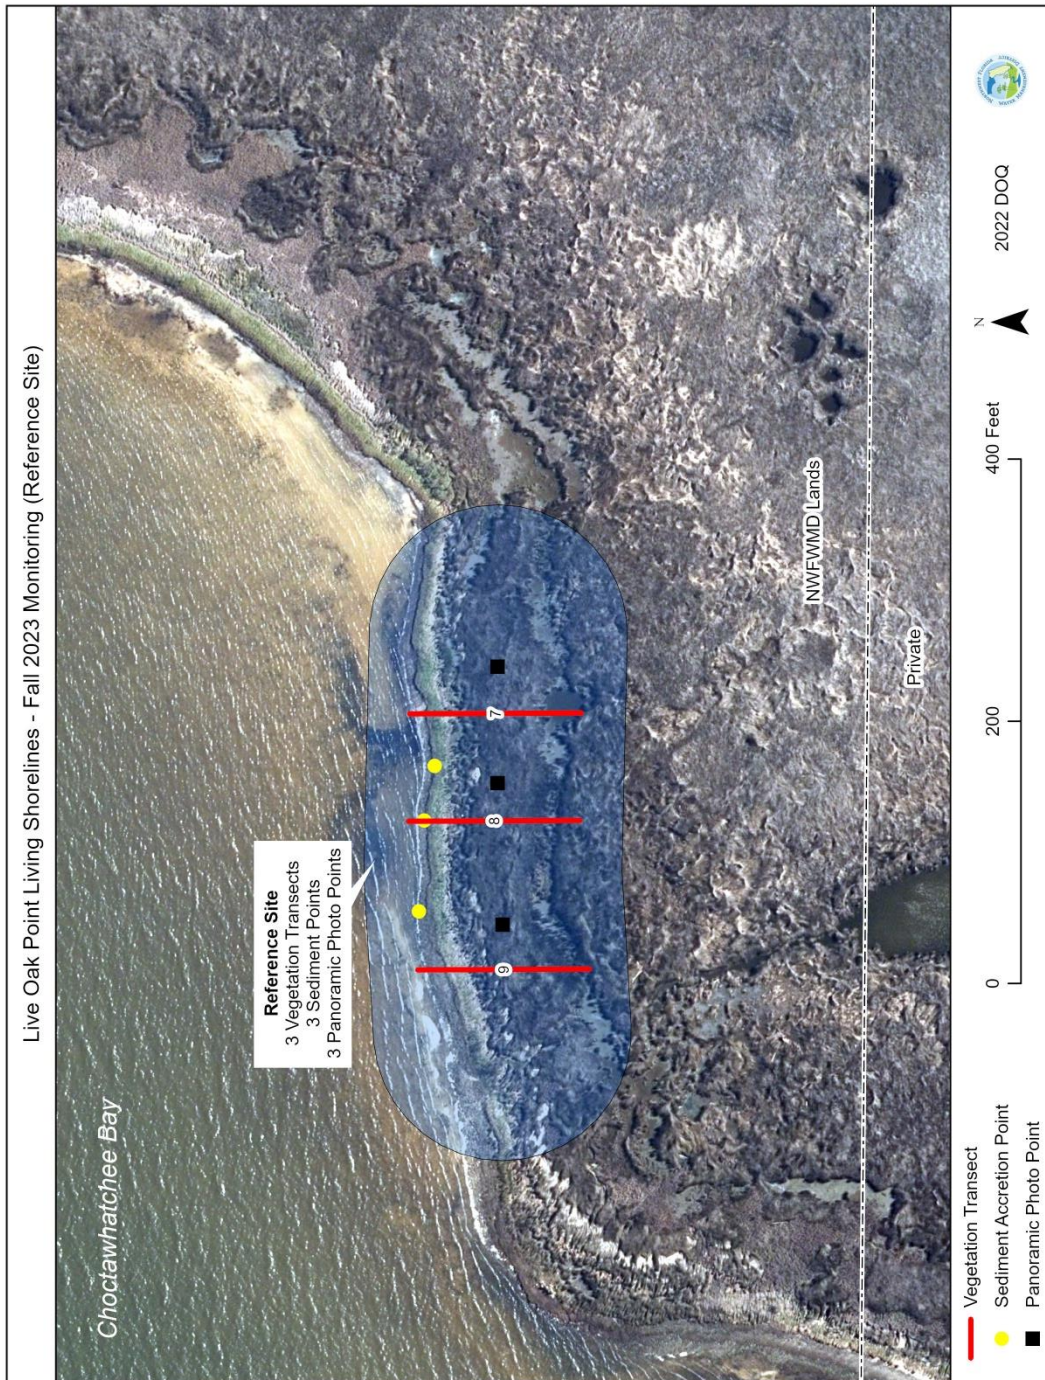 Live Oak Point Living Shorelines - Fall 2023 Monitoring (Reference Site)
Choctawhatchee Bay
Reference Site
3 Vegetation Transects
3 Sediment Points
3 Panoramic Photo Points
9
8
7
NWFWMD Lands
Private
Vegetation Transect
Sediment Accretion Point
Panoramic Photo Point
0
200
400 Feet
N
2022 DOQ